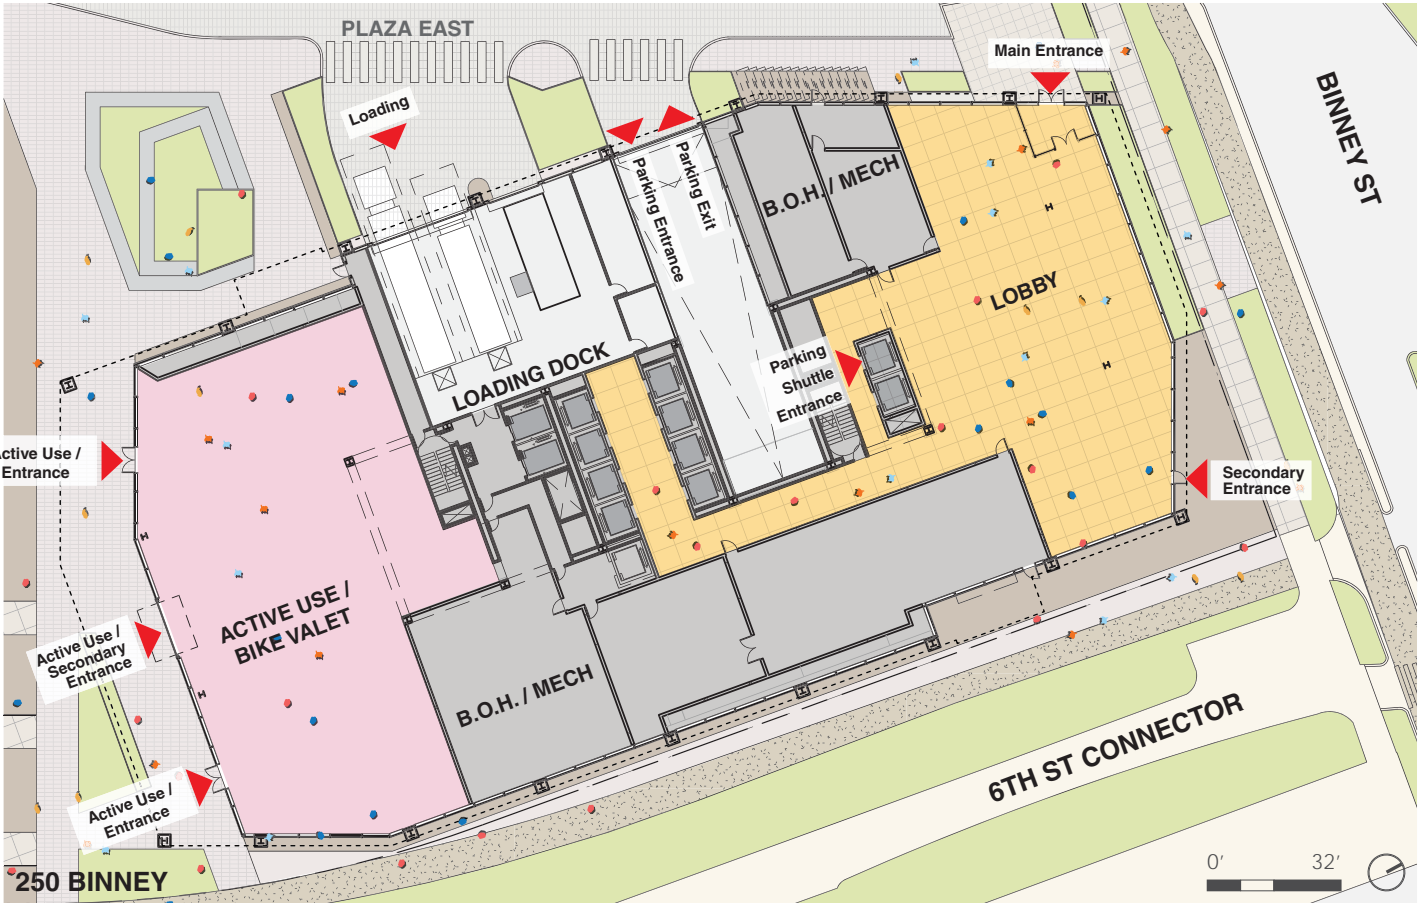 PLAZA EAST
Main Entrance
Loading
BINNEY ST
Parking Exit
Parking Entrance
B.O.H. / MECH
LOBBY
LOADING DOCK
Parking
Shuttle
Entrance
Active Use /
Entrance
Secondary
Entrance
ACTIVE USE /
BIKE VALET
Active Use /
Secondary
Entrance
B.O.H. / MECH
6TH ST CONNECTOR
Active Use /
Entrance
0' 32'
250 BINNEY